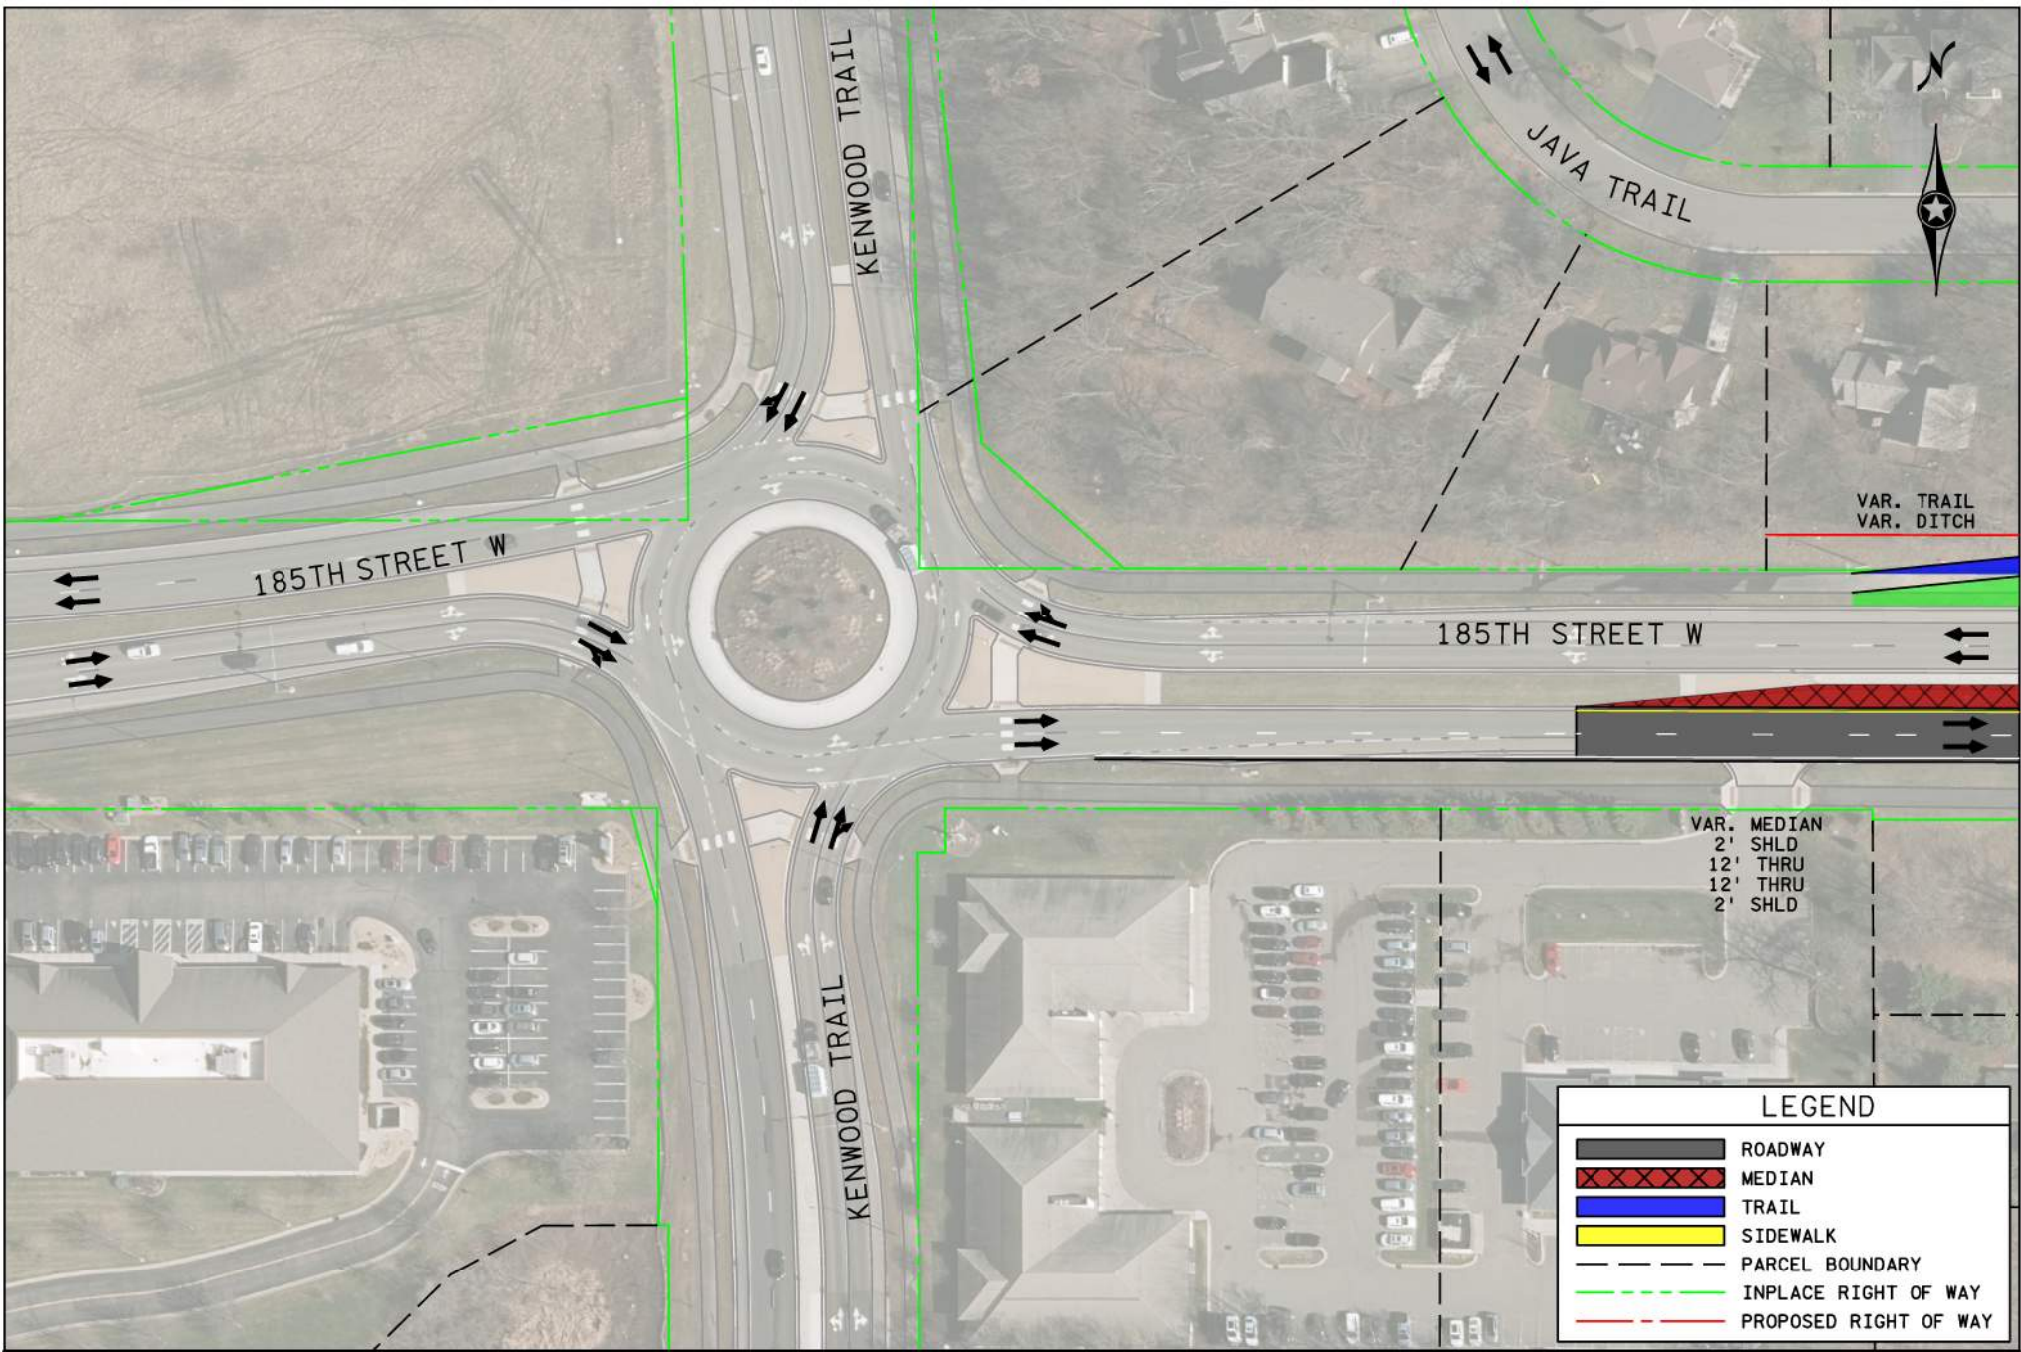 KENWOOD TRAIL
N
JAVA TRAIL
VAR. TRAIL
VAR. DITCH
185TH STREET W
185TH STREET W
VAR. MEDIAN
2' SHLD
12' THRU
12' THRU
2' SHLD
KENWOOD TRAIL
LEGEND
ROADWAY
MEDIAN
TRAIL
SIDEWALK
PARCEL BOUNDARY
INPLACE RIGHT OF WAY
PROPOSED RIGHT OF WAY